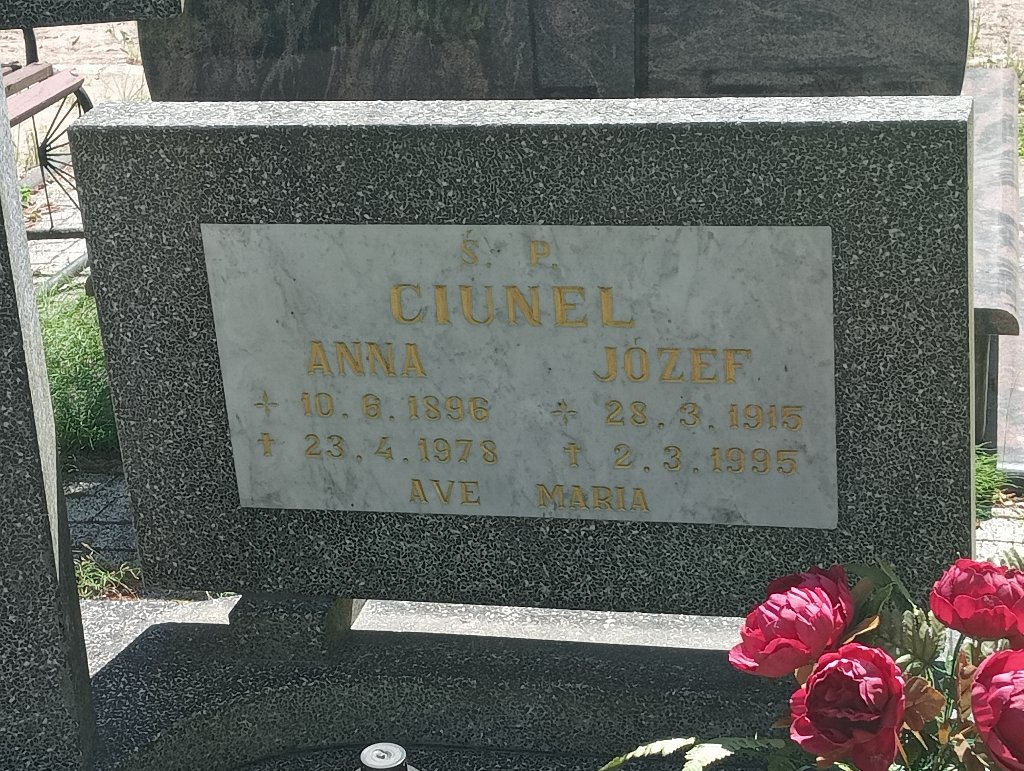 Ś. P.
CIUNEL
ANNA JÓZEF
✢ 10.6.1896 ✢ 28.3.1915
✝ 23.4.1978 ✝ 2.3.1995
AVE MARIA